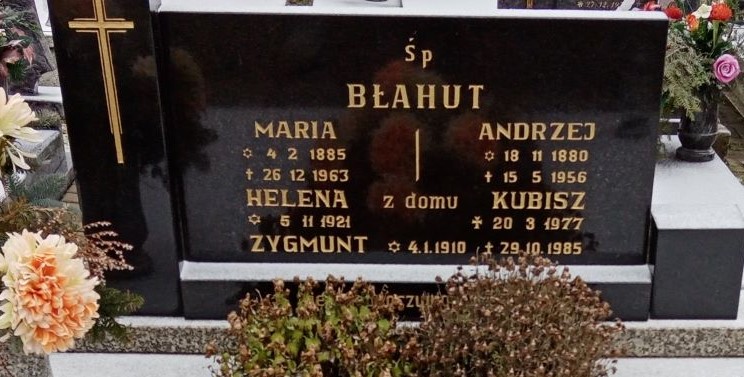 Śp
BŁAHUT
MARIA ANDRZEJ
✡ 4 2 1885 ✡ 18 11 1880
† 26 12 1963 † 15 5 1956
HELENA z domu KUBISZ
✡ 5 11 1921 ✝ 20 3 1977
ZYGMUNT ✡ 4.1.1910 † 29.10.1985